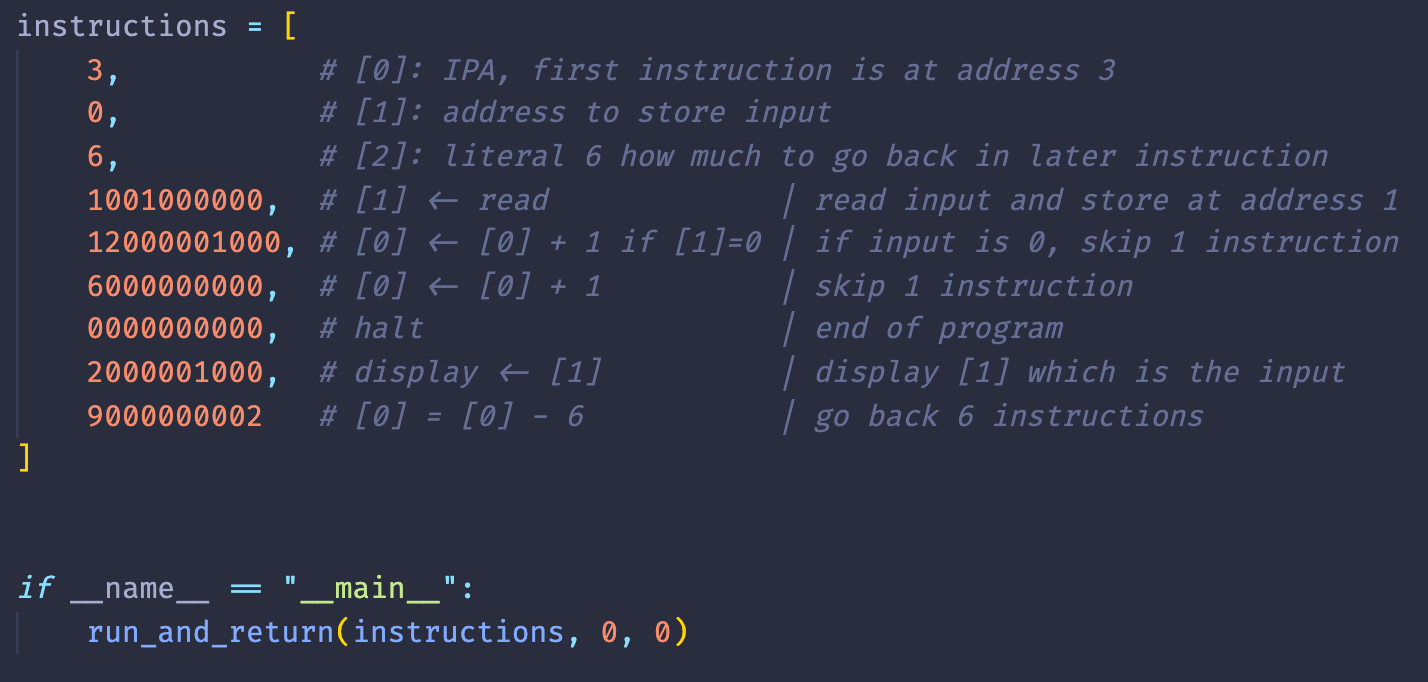 instructions = [
    3,            # [0]: IPA, first instruction is at address 3
    0,            # [1]: address to store input
    6,            # [2]: literal 6 how much to go back in later instruction
    1001000000,  # [1] <- read             | read input and store at address 1
    12000001000, # [0] <- [0] + 1 if [1]=0 | if input is 0, skip 1 instruction
    6000000000,  # [0] <- [0] + 1          | skip 1 instruction
    0000000000,  # halt                    | end of program
    2000001000,  # display <- [1]          | display [1] which is the input
    9000000002   # [0] = [0] - 6           | go back 6 instructions
]
if __name__ == "__main__":
    run_and_return(instructions, 0, 0)